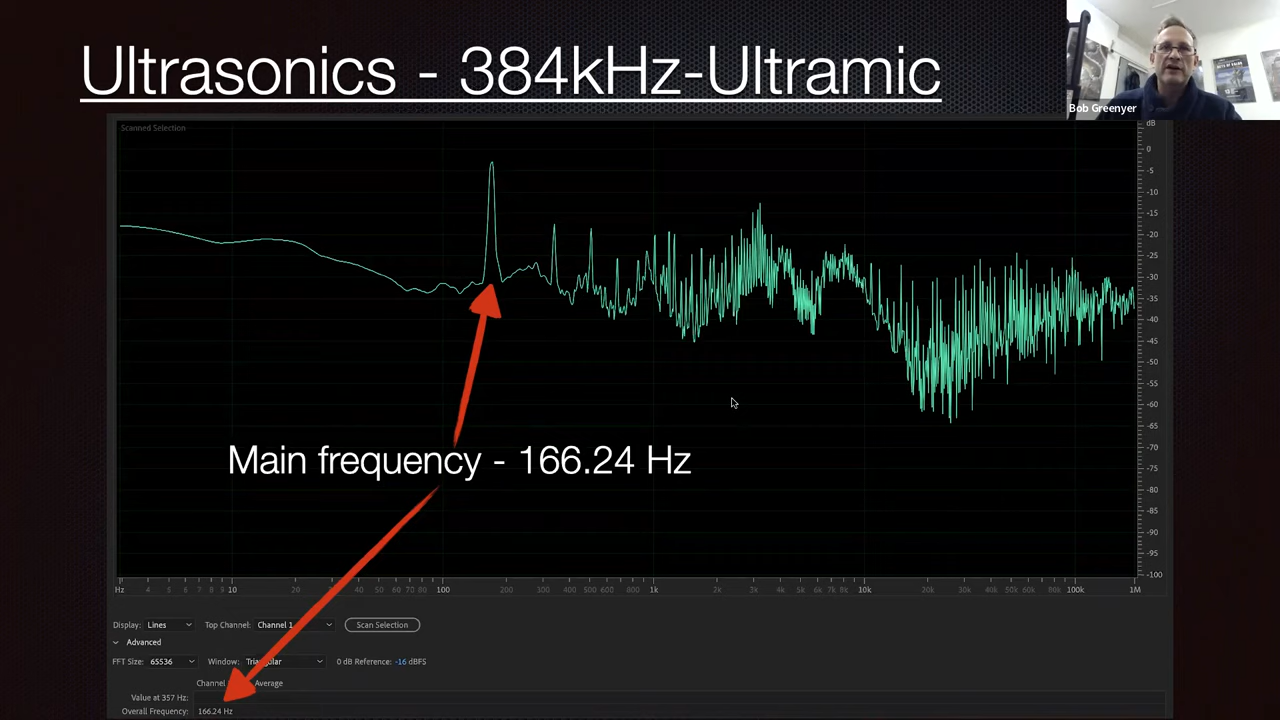 Ultrasonics - 384kHz-Ultramic
Bob Greenyer
Scanned Selection
dB
0
-5
-10
-15
-20
-25
-30
-35
-40
-45
-50
-55
-60
-65
-70
-75
-80
-85
-90
-95
-100
Main frequency - 166.24 Hz
Hz 4 5 6 7 8 9 10 20 40 50 60 70 100 200 300 400 500 600 800 1k 2k 3k 4k 5k 6k 7k 8k 10k 20k 30k 40k 50k 60k 80k 100k 1M
Display: Lines Top Channel: Channel 1 Scan Selection
Advanced
FFT Size: 65536 Window: Triangular 0 dB Reference: -16 dBFS
Channel Average
Value at 357 Hz:
Overall Frequency: 166.24 Hz